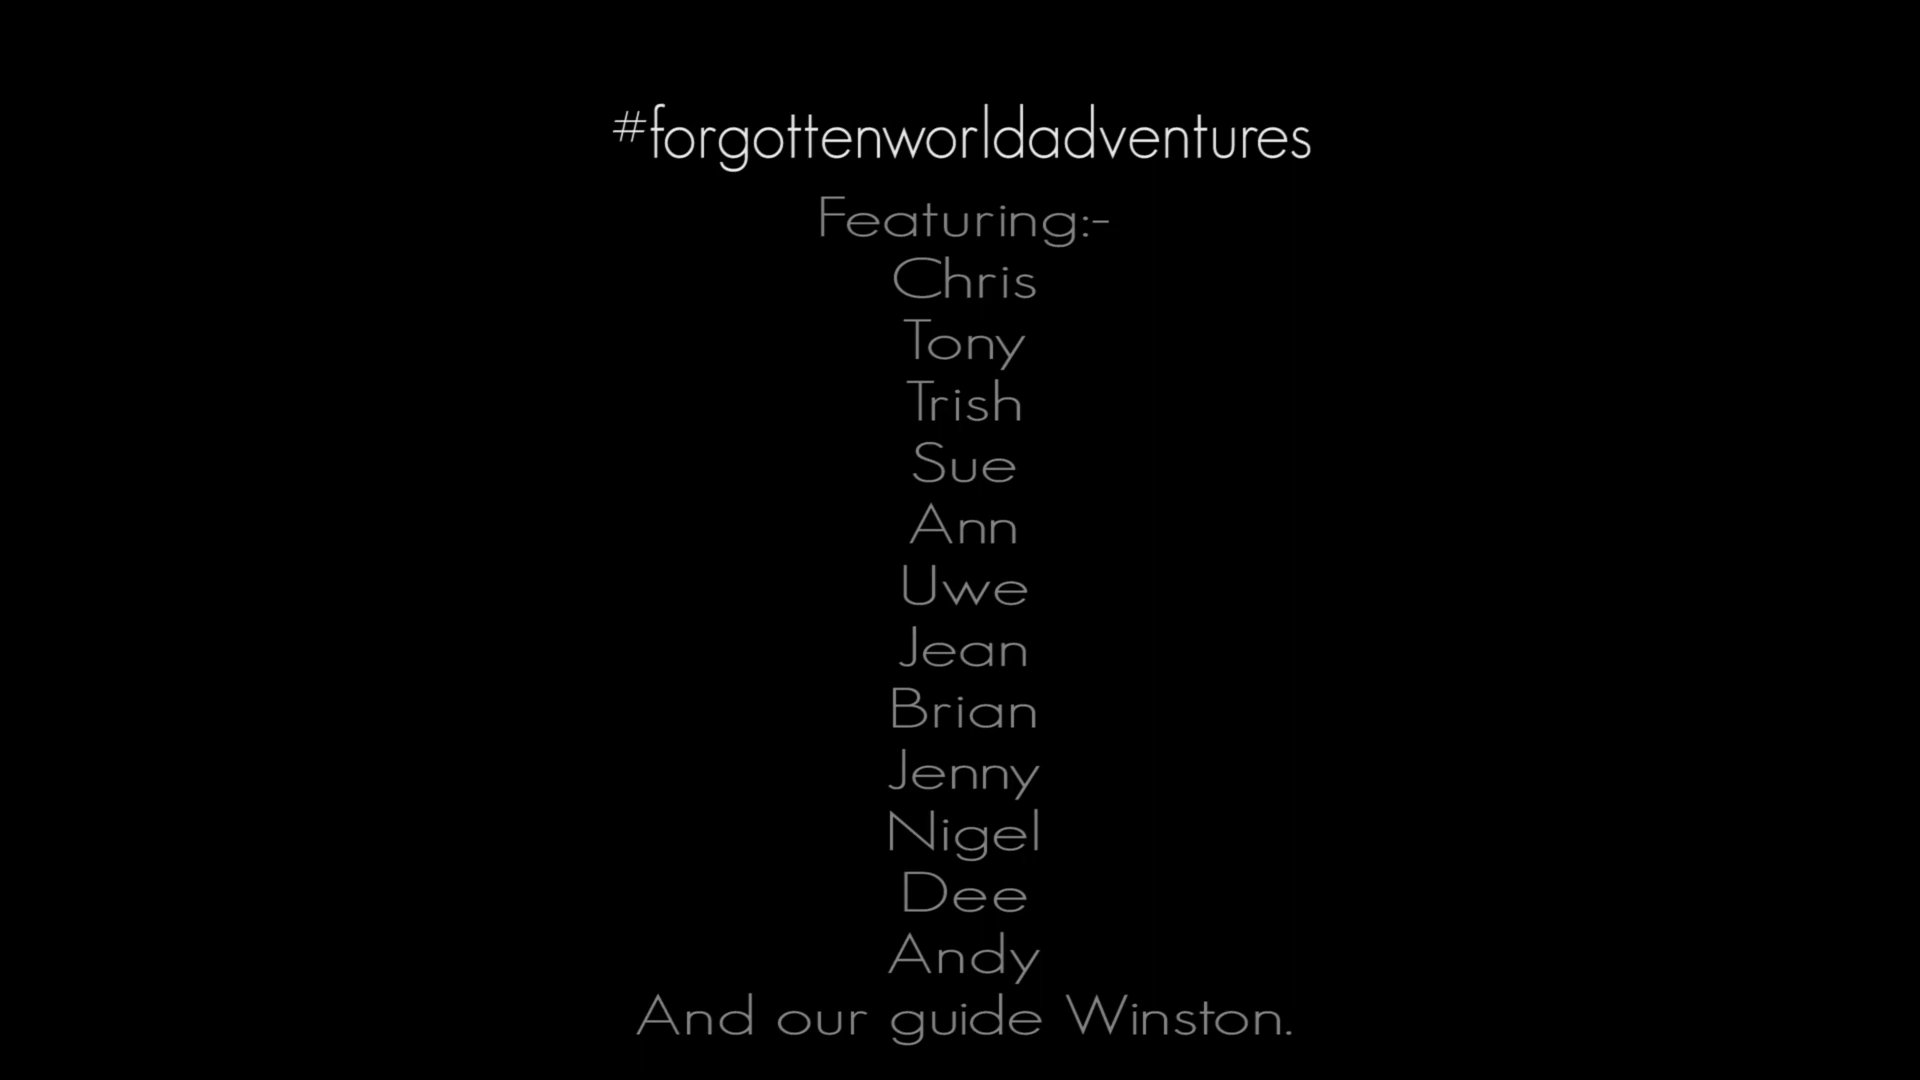 #forgottenworldadventures
Featuring:-
Chris
Tony
Trish
Sue
Ann
Uwe
Jean
Brian
Jenny
Nigel
Dee
Andy
And our guide Winston.